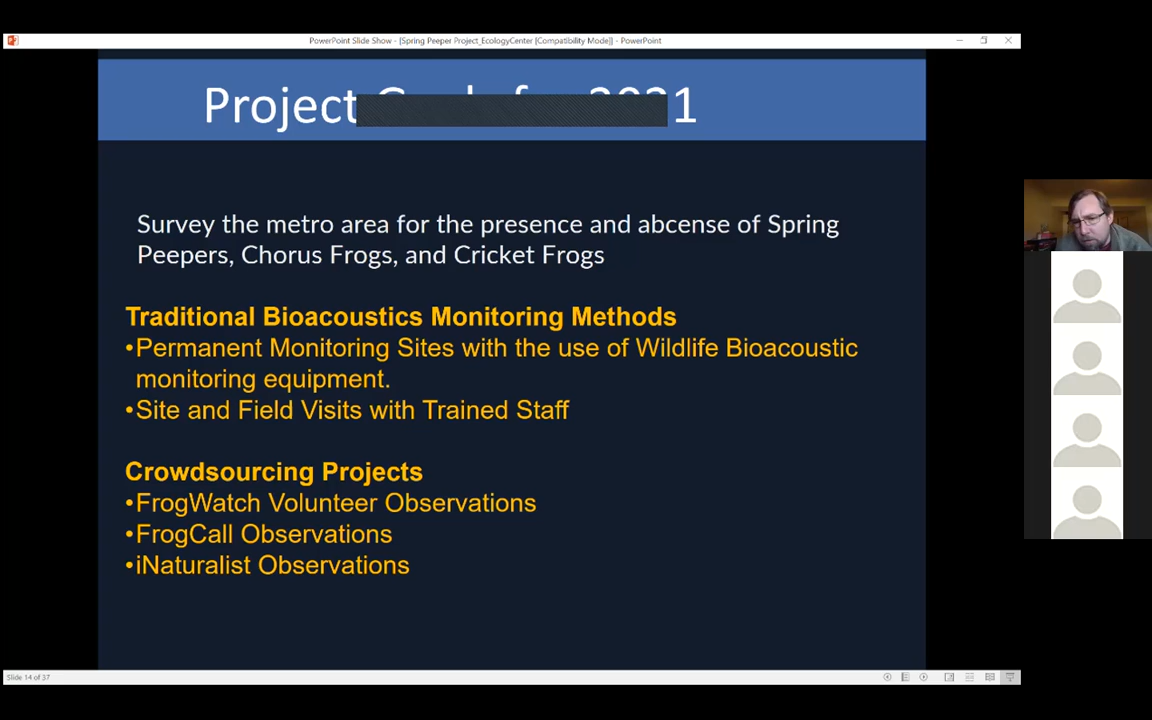 PowerPoint Slide Show - [Spring Peeper Project_EcologyCenter [Compatibility Mode]] - PowerPoint
Project 1
Survey the metro area for the presence and abcense of Spring
Peepers, Chorus Frogs, and Cricket Frogs
Traditional Bioacoustics Monitoring Methods
•Permanent Monitoring Sites with the use of Wildlife Bioacoustic
monitoring equipment.
•Site and Field Visits with Trained Staff
Crowdsourcing Projects
•FrogWatch Volunteer Observations
•FrogCall Observations
•iNaturalist Observations
Slide 14 of 37